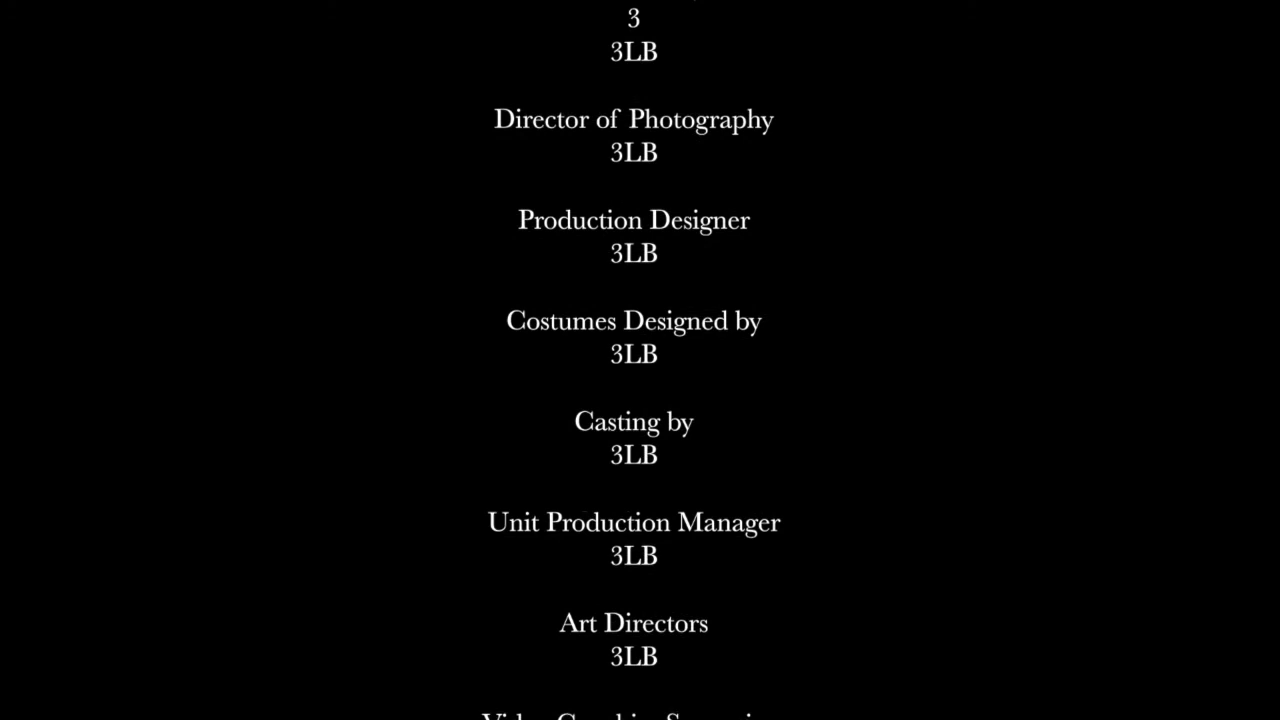 3
3LB
Director of Photography
3LB
Production Designer
3LB
Costumes Designed by
3LB
Casting by
3LB
Unit Production Manager
3LB
Art Directors
3LB